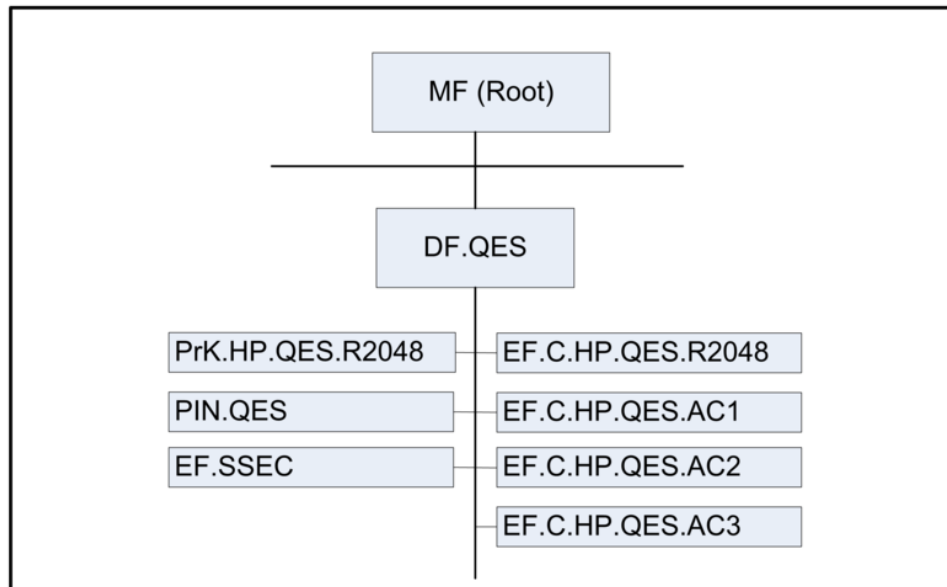 MF (Root)
DF.QES
PrK.HP.QES.R2048
EF.C.HP.QES.R2048
PIN.QES
EF.C.HP.QES.AC1
EF.SSEC
EF.C.HP.QES.AC2
EF.C.HP.QES.AC3